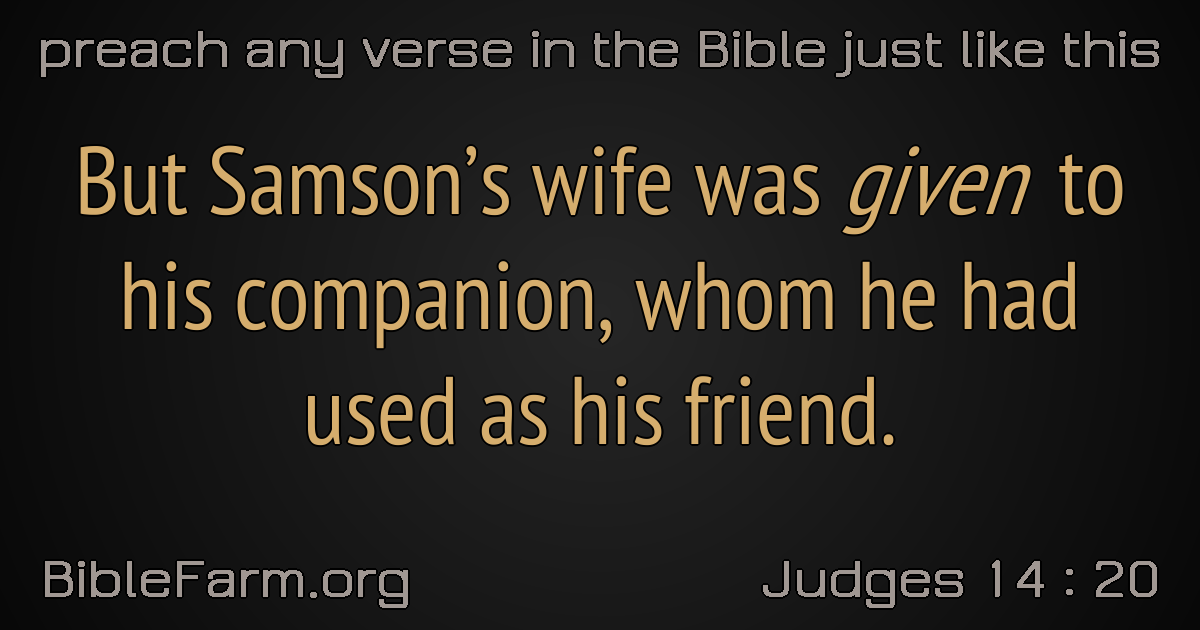 preach any verse in the Bible just like this
But Samson’s wife was given to
his companion, whom he had
used as his friend.
BibleFarm.org
Judges 14 : 20